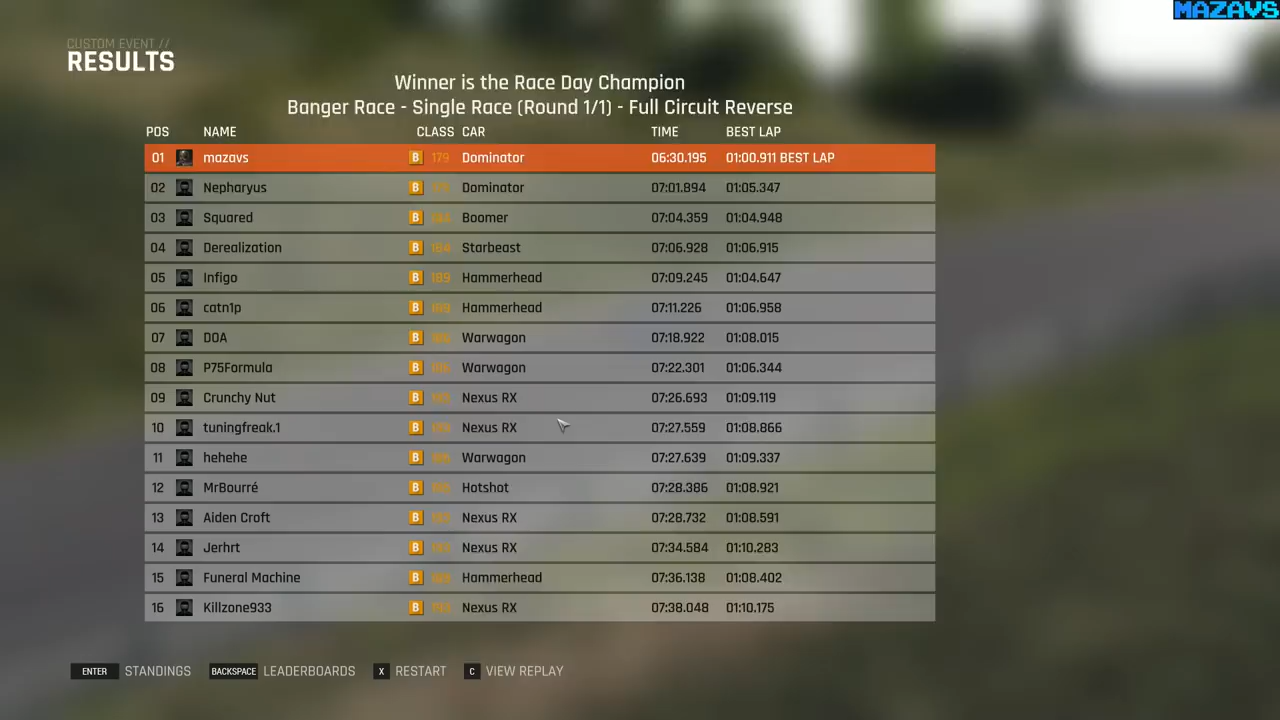 MAZAVS
CUSTOM EVENT //
RESULTS
Winner is the Race Day Champion
Banger Race - Single Race (Round 1/1) - Full Circuit Reverse
POS NAME CLASS CAR TIME BEST LAP
01 mazavs B 179 Dominator 06:30.195 01:00.911 BEST LAP
02 Nepharyus B Dominator 07:01.894 01:05.347
03 Squared B Boomer 07:04.359 01:04.948
04 Derealization B 164 Starbeast 07:06.928 01:06.915
05 Infigo B 189 Hammerhead 07:09.245 01:04.647
06 catn1p B Hammerhead 07:11.226 01:06.958
07 DOA B Warwagon 07:18.922 01:08.015
08 P75Formula B Warwagon 07:22.301 01:06.344
09 Crunchy Nut B Nexus RX 07:26.693 01:09.119
10 tuningfreak.1 B Nexus RX 07:27.559 01:08.866
11 hehehe B Warwagon 07:27.639 01:09.337
12 MrBourré B Hotshot 07:28.386 01:08.921
13 Aiden Croft B Nexus RX 07:28.732 01:08.591
14 Jerhrt B Nexus RX 07:34.584 01:10.283
15 Funeral Machine B Hammerhead 07:36.138 01:08.402
16 Killzone933 B Nexus RX 07:38.048 01:10.175
ENTER STANDINGS BACKSPACE LEADERBOARDS X RESTART C VIEW REPLAY